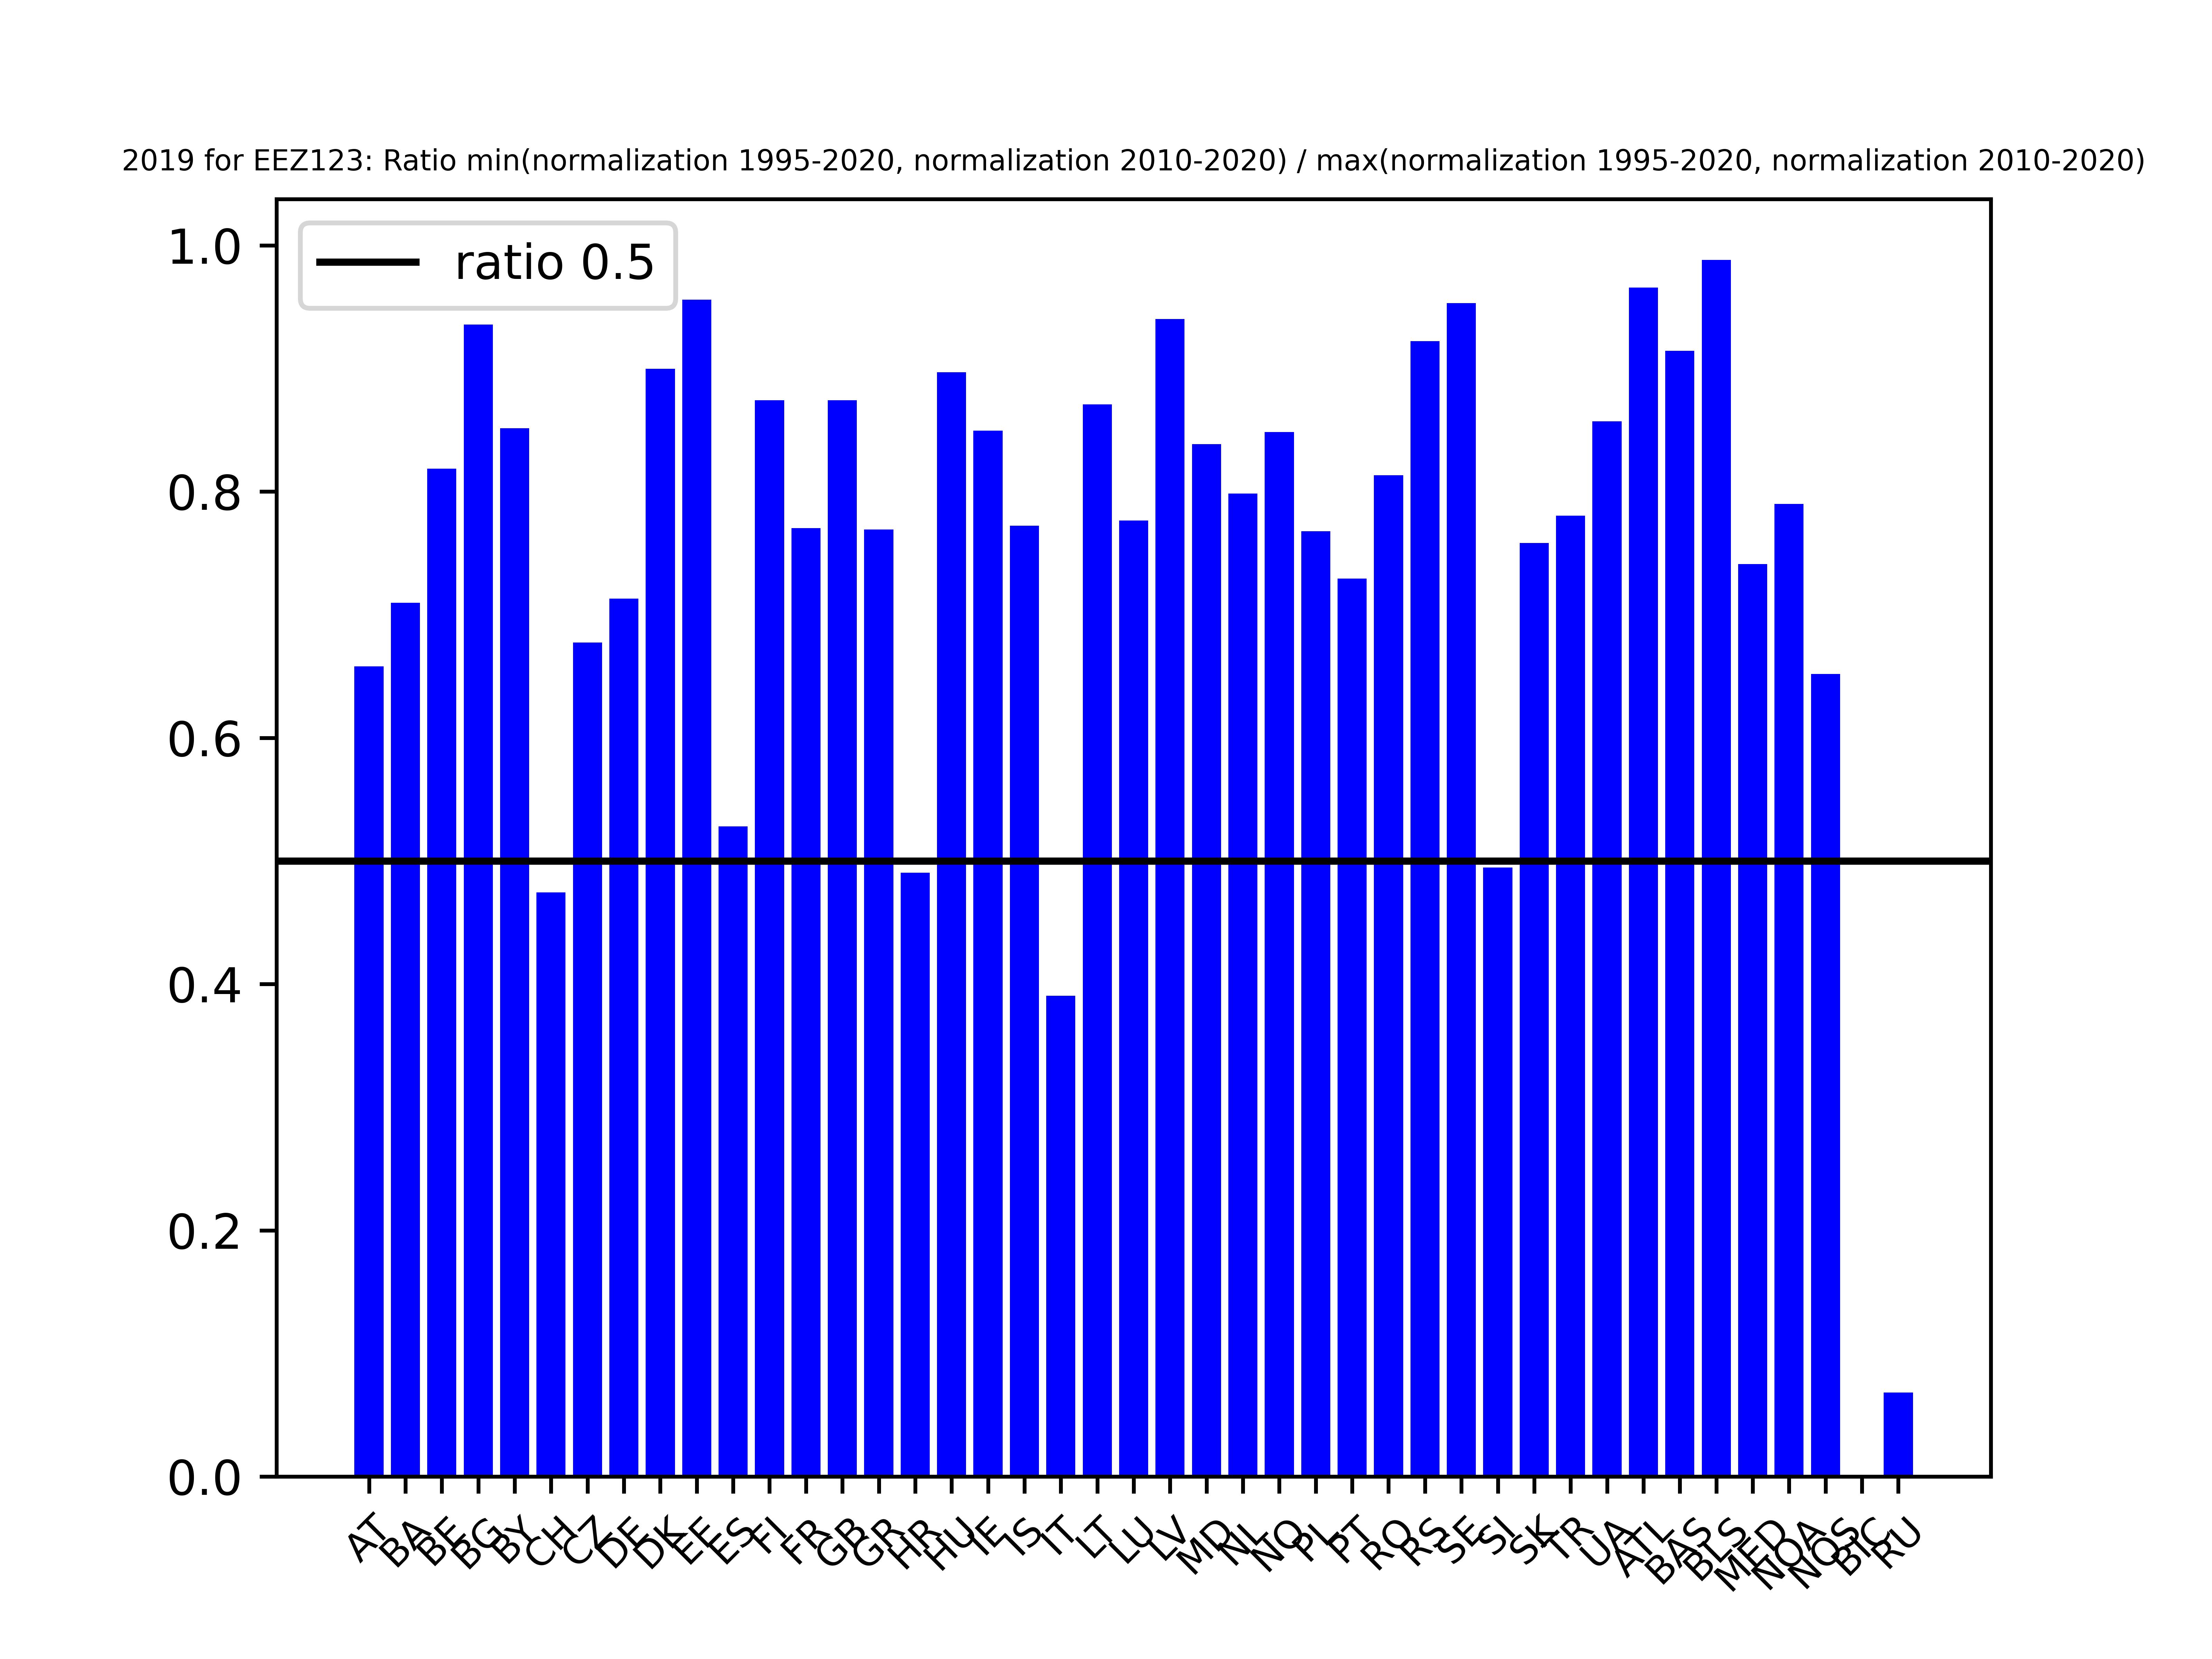 2019 for EEZ123: Ratio min(normalization 1995-2020, normalization 2010-2020) / max(normalization 1995-2020, normalization 2010-2020)
ratio 0.5
1.0
0.8
0.6
0.4
0.2
0.0
AT BA BE BG BY CH CZ DE DK EE ES FI FR GB GR HR HU IE IS IT LT LU LV MD NL NO PL PT RO RS SE SI SK TR UA ATL BAS BLS MED NOA NOS BIC RU